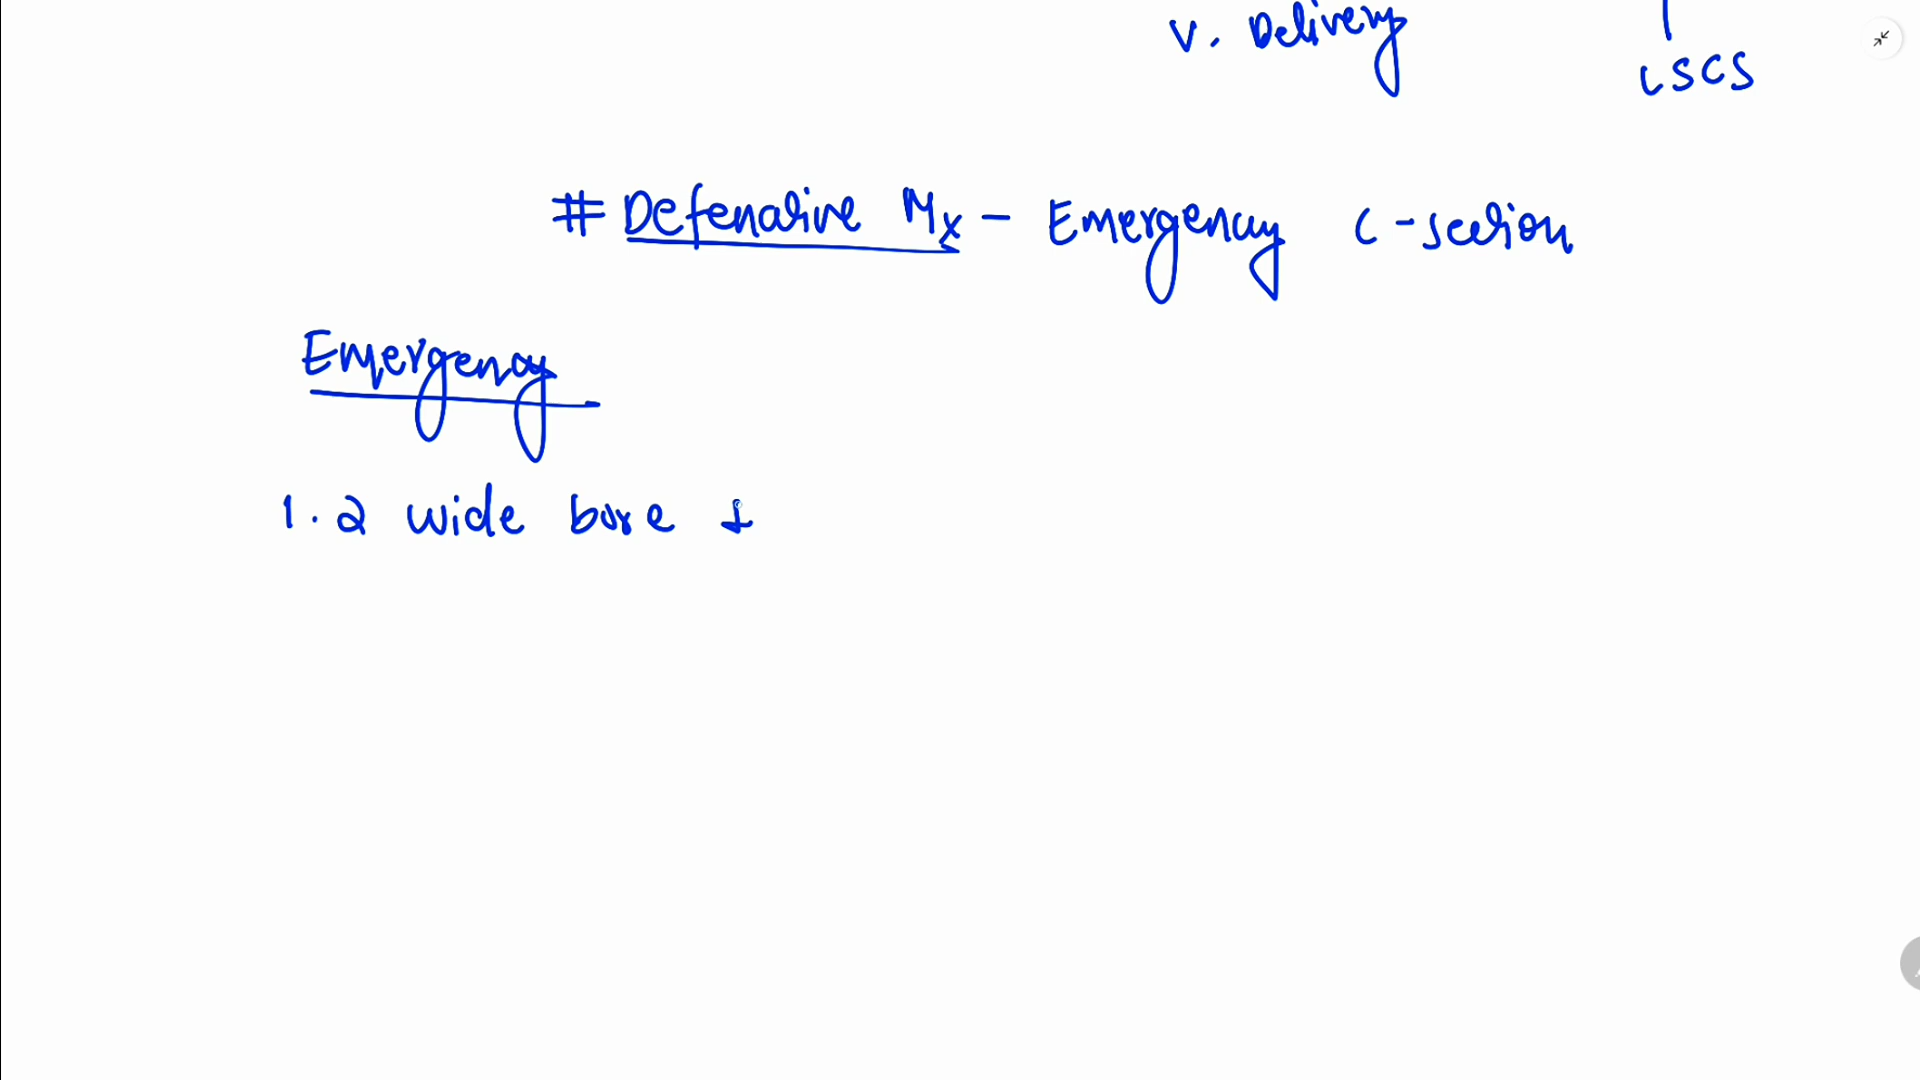 V. Delivery LSCS
# Defenative Mx - Emergency C-section
Emergency
1. 2 wide bore I